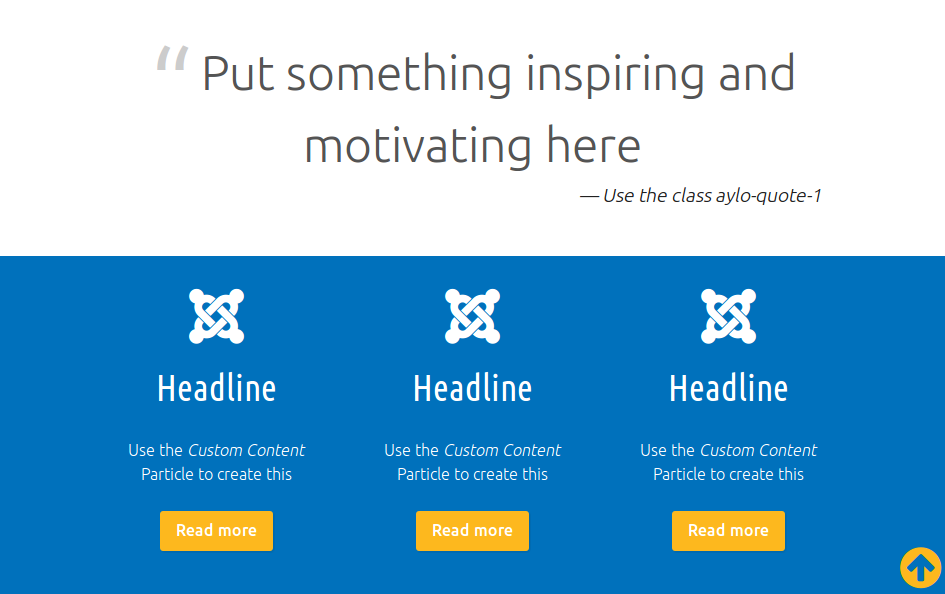 “ Put something inspiring and
motivating here
— Use the class aylo-quote-1
Headline
Use the Custom Content
Particle to create this
Read more
Headline
Use the Custom Content
Particle to create this
Read more
Headline
Use the Custom Content
Particle to create this
Read more